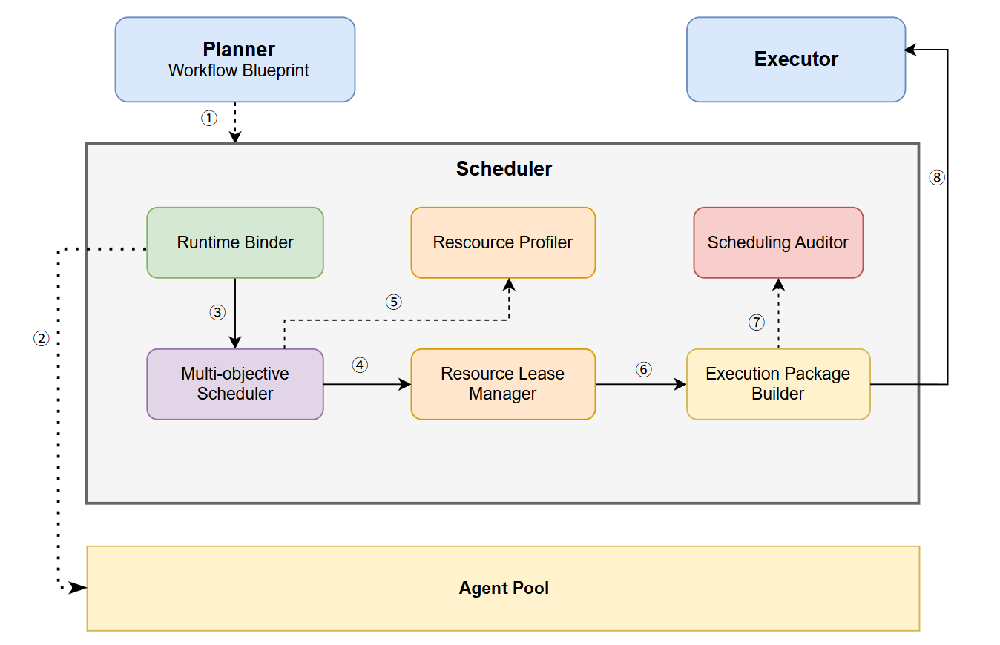 Planner
Workflow Blueprint
Executor
①
Scheduler
⑧
Runtime Binder
Rescource Profiler
Scheduling Auditor
②
③
⑤
⑦
Multi-objective
Scheduler
④
Resource Lease
Manager
⑥
Execution Package
Builder
Agent Pool